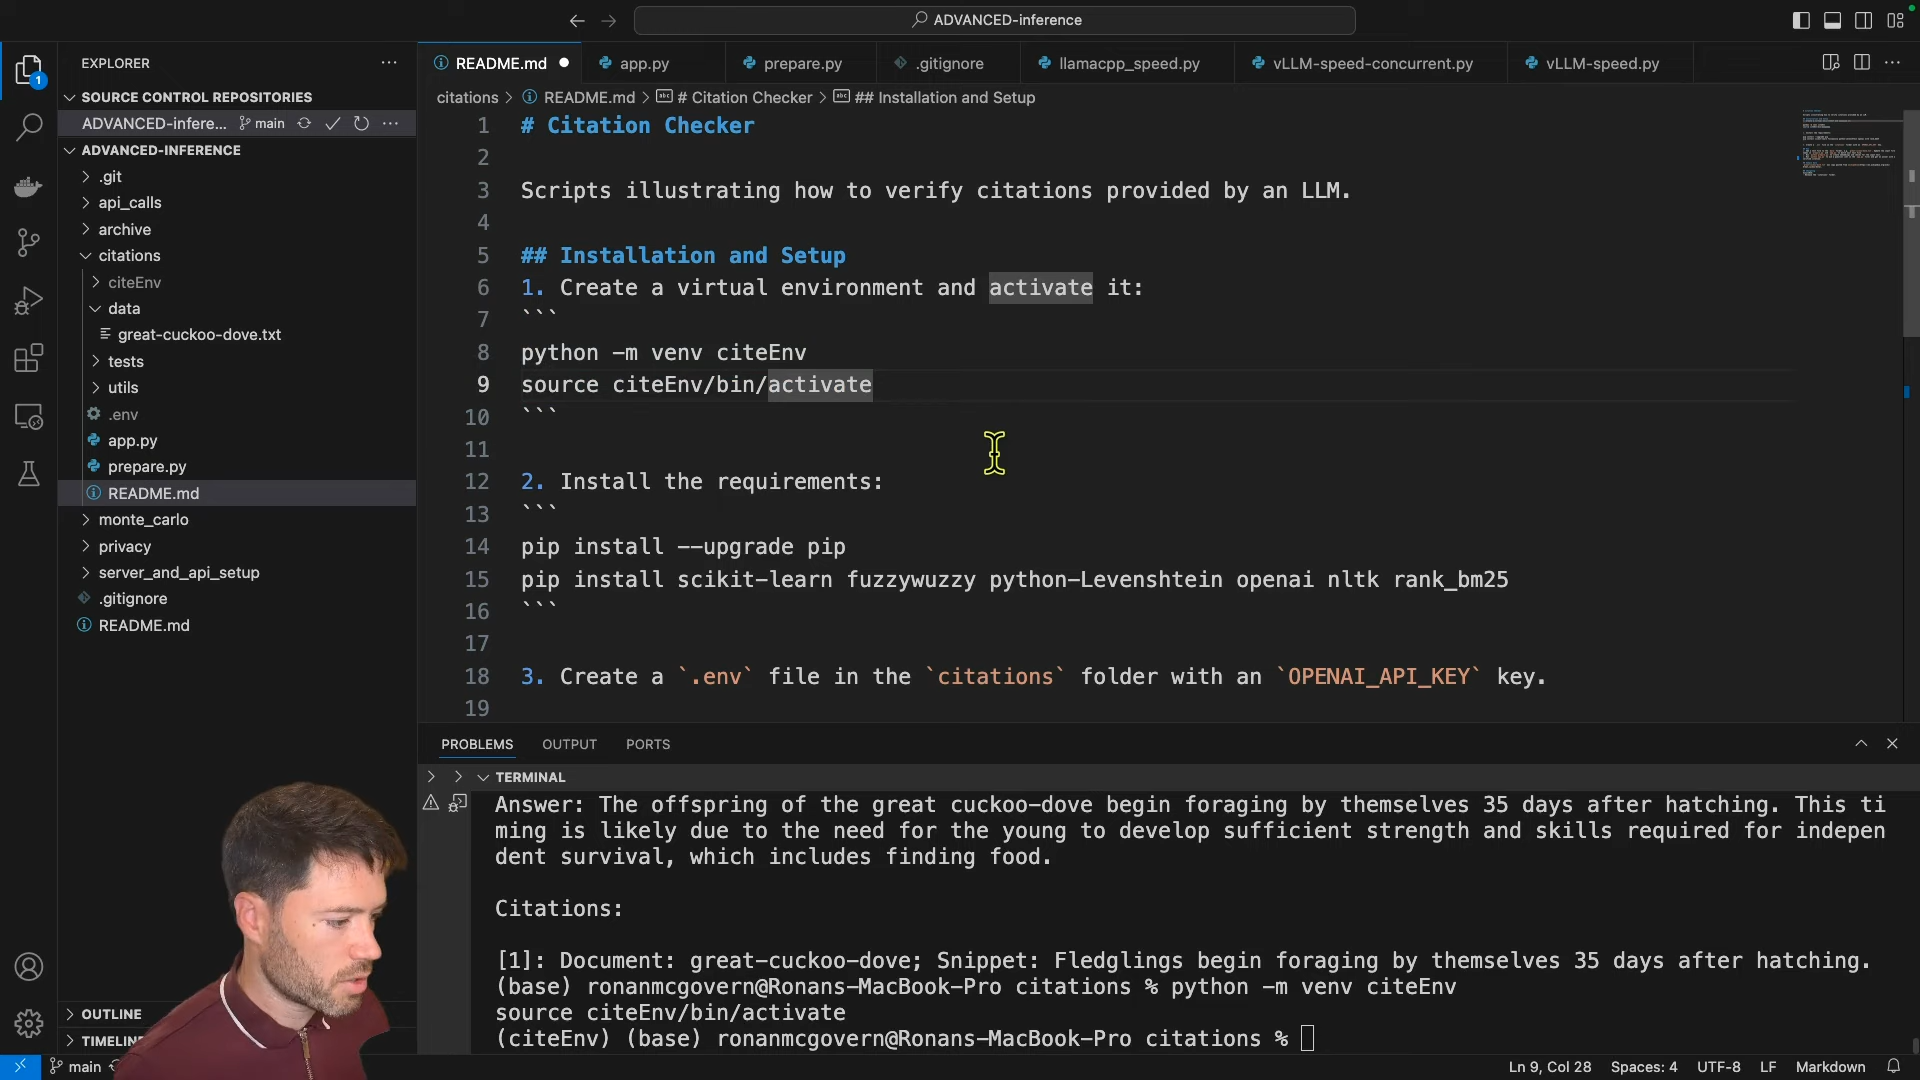 ADVANCED-inference
EXPLORER
SOURCE CONTROL REPOSITORIES
ADVANCED-infere... main
ADVANCED-INFERENCE
.git
api_calls
archive
citations
citeEnv
data
great-cuckoo-dove.txt
tests
utils
.env
app.py
prepare.py
README.md
monte_carlo
privacy
server_and_api_setup
.gitignore
README.md
OUTLINE
TIMELINE
1
README.md
app.py
prepare.py
.gitignore
llamacpp_speed.py
vLLM-speed-concurrent.py
vLLM-speed.py
citations > README.md > # Citation Checker > ## Installation and Setup
1 # Citation Checker
2
3 Scripts illustrating how to verify citations provided by an LLM.
4
5 ## Installation and Setup
6 1. Create a virtual environment and activate it:
7 ```
8 python -m venv citeEnv
9 source citeEnv/bin/activate
10 ```
11
12 2. Install the requirements:
13 ```
14 pip install --upgrade pip
15 pip install scikit-learn fuzzywuzzy python-Levenshtein openai nltk rank_bm25
16 ```
17
18 3. Create a `.env` file in the `citations` folder with an `OPENAI_API_KEY` key.
19
PROBLEMS OUTPUT PORTS
TERMINAL
Answer: The offspring of the great cuckoo-dove begin foraging by themselves 35 days after hatching. This ti
ming is likely due to the need for the young to develop sufficient strength and skills required for indepen
dent survival, which includes finding food.
Citations:
[1]: Document: great-cuckoo-dove; Snippet: Fledglings begin foraging by themselves 35 days after hatching.
(base) ronanmcgovern@Ronans-MacBook-Pro citations % python -m venv citeEnv
source citeEnv/bin/activate
(citeEnv) (base) ronanmcgovern@Ronans-MacBook-Pro citations %
main
Ln 9, Col 28 Spaces: 4 UTF-8 LF Markdown